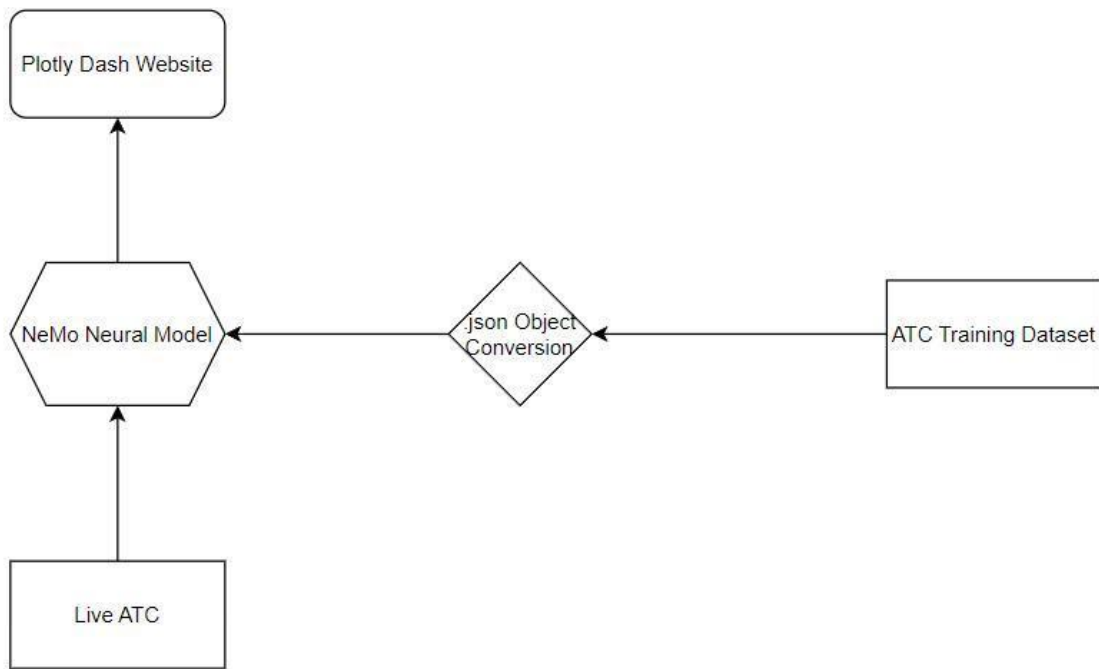 Plotly Dash Website
NeMo Neural Model
.json Object
Conversion
ATC Training Dataset
Live ATC